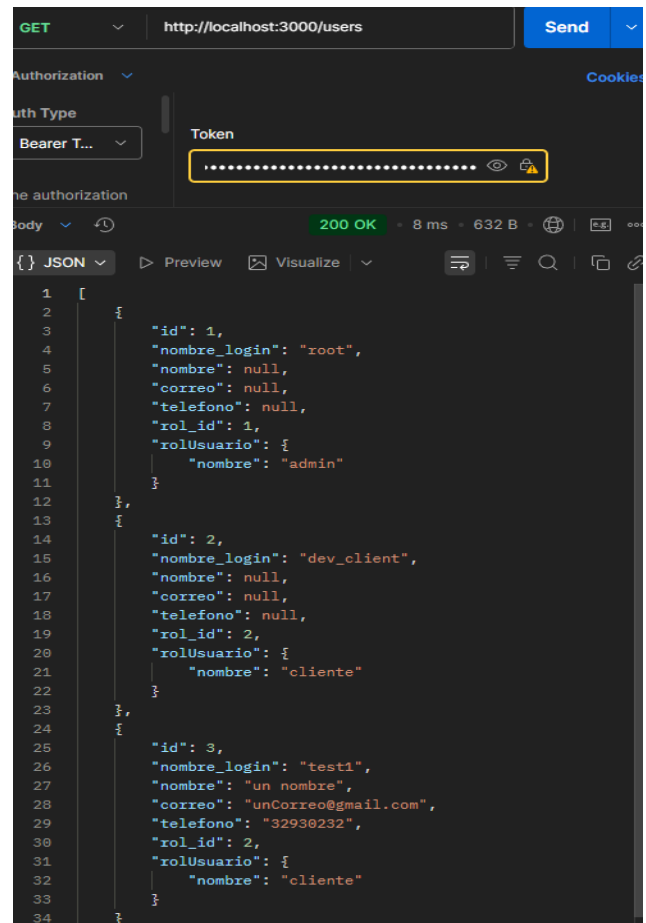 GET http://localhost:3000/users Send
Authorization Cookies
uth Type
Token
Bearer T...
he authorization
Body 200 OK 8 ms 632 B e.g.
{} JSON Preview Visualize
1 [
2 {
3 "id": 1,
4 "nombre_login": "root",
5 "nombre": null,
6 "correo": null,
7 "telefono": null,
8 "rol_id": 1,
9 "rolUsuario": {
10 "nombre": "admin"
11 }
12 },
13 {
14 "id": 2,
15 "nombre_login": "dev_client",
16 "nombre": null,
17 "correo": null,
18 "telefono": null,
19 "rol_id": 2,
20 "rolUsuario": {
21 "nombre": "cliente"
22 }
23 },
24 {
25 "id": 3,
26 "nombre_login": "test1",
27 "nombre": "un nombre",
28 "correo": "unCorreo@gmail.com",
29 "telefono": "32930232",
30 "rol_id": 2,
31 "rolUsuario": {
32 "nombre": "cliente"
33 }
34 }